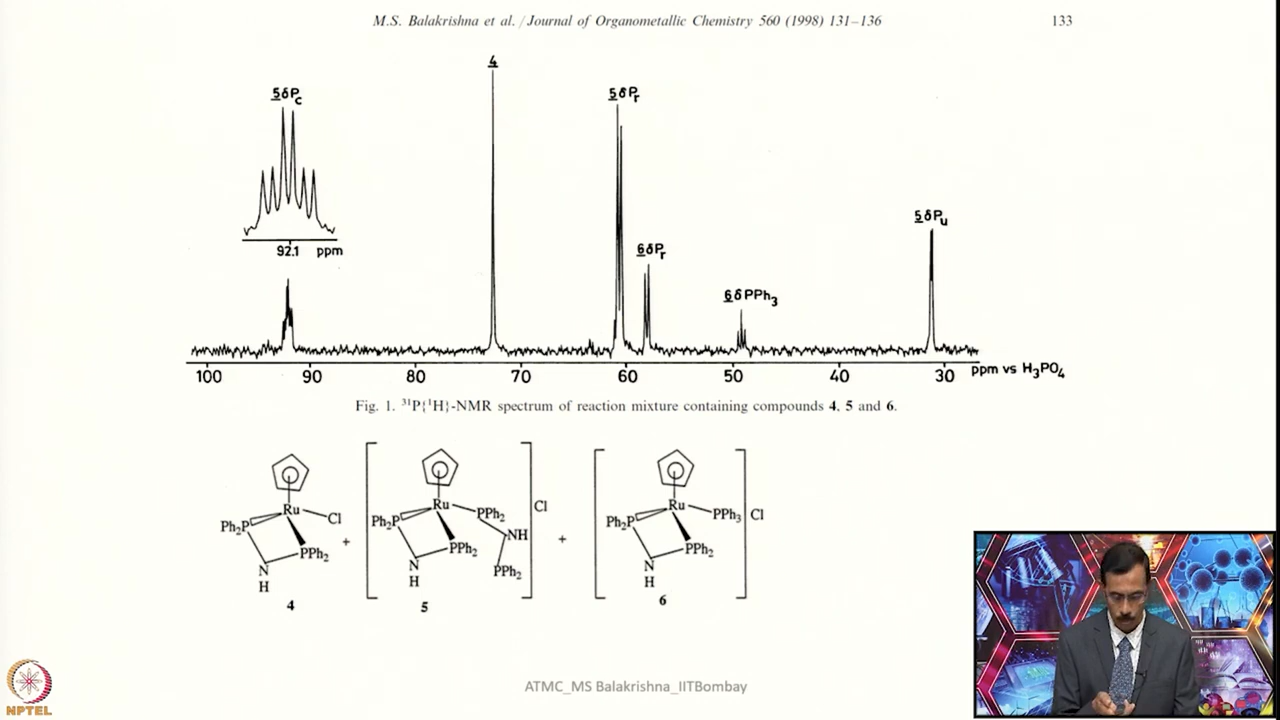 M.S. Balakrishna et al. / Journal of Organometallic Chemistry 560 (1998) 131–136 133
4
5δPc 5δPr
5δPu
6δPr
92.1 ppm
6δPPh3
100 90 80 70 60 50 40 30 ppm vs H3PO4
Fig. 1. 31P{1H}-NMR spectrum of reaction mixture containing compounds 4, 5 and 6.
Ru Cl Ph2P PPh2 N H
4
+
Ru PPh2 NH Ph2P PPh2 PPh2 N H Cl
5
+
Ru PPh3 Ph2P PPh2 N H Cl
6
ATMC_MS Balakrishna_IITBombay
NPTEL